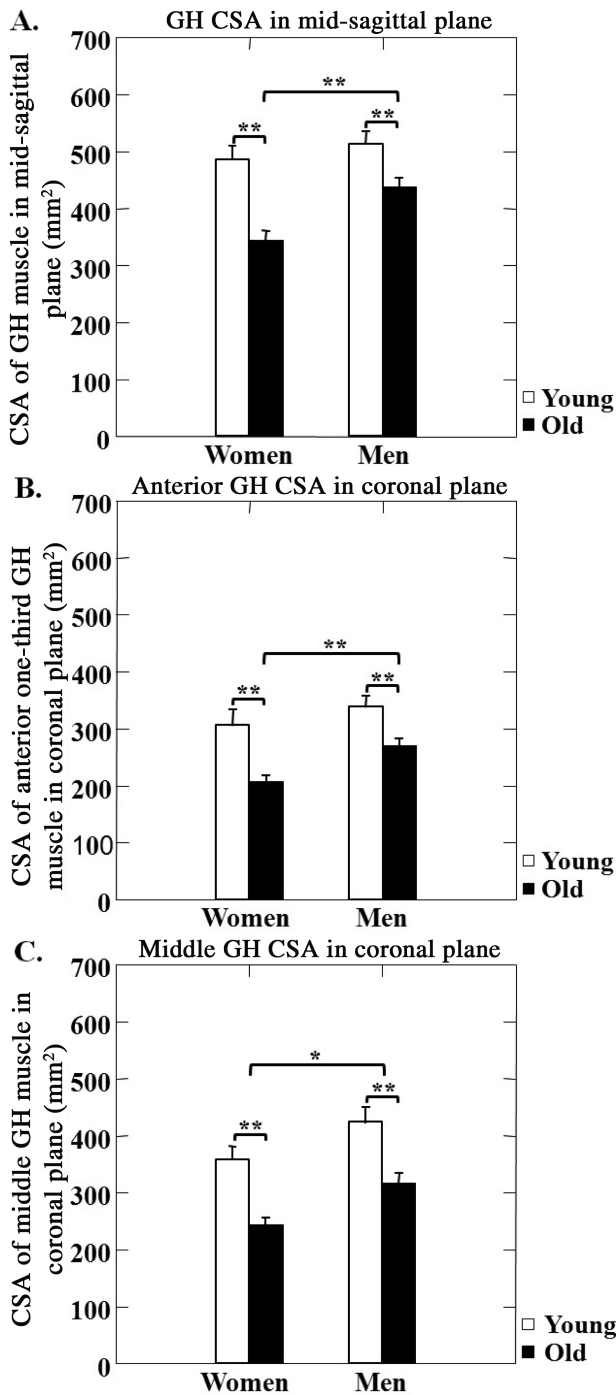 A.
GH CSA in mid-sagittal plane
CSA of GH muscle in mid-sagittal
plane (mm²)
700
600
500
400
300
200
100
0
**
**
**
Women
Men
Young
Old
B.
Anterior GH CSA in coronal plane
CSA of anterior one-third GH
muscle in coronal plane (mm²)
700
600
500
400
300
200
100
0
**
**
**
Women
Men
Young
Old
C.
Middle GH CSA in coronal plane
CSA of middle GH muscle in
coronal plane (mm²)
700
600
500
400
300
200
100
0
*
**
**
Women
Men
Young
Old